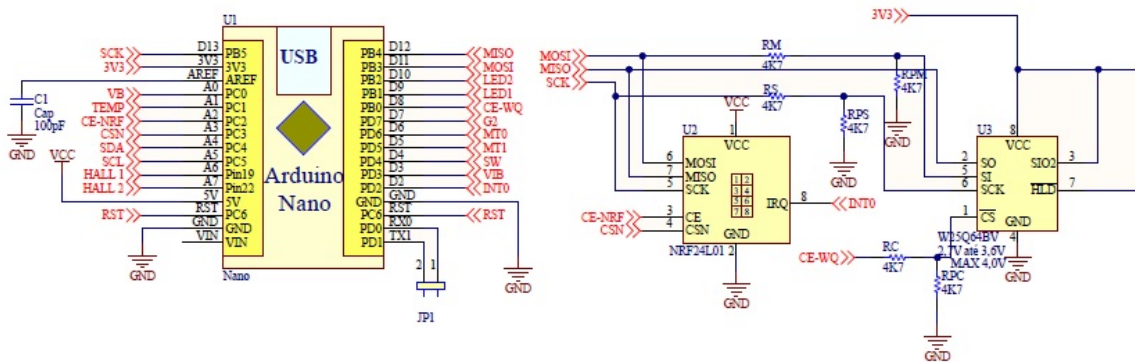 U1
USB
Arduino
Nano
Nano
SCK
3V3
VB
TEMP
CE-NRF
CSN
SDA
SCL
HALL 1
HALL 2
RST
VCC
GND
C1
Cap
100pF
GND
D13
3V3
AREF
A0
A1
A2
A3
A4
A5
A6
A7
5V
RST
GND
VIN
PB5
3V3
AREF
PC0
PC1
PC2
PC3
PC4
PC5
Pin19
Pin22
5V
PC6
GND
VIN
PB4
PB3
PB2
PB1
PB0
PD7
PD6
PD5
PD4
PD3
PD2
GND
PC6
PD0
PD1
D12
D11
D10
D9
D8
D7
D6
D5
D4
D3
D2
GND
RST
RX0
TX1
MISO
MOSI
LED2
LED1
CE-WQ
G2
MT0
MT1
SW
VIB
INT0
RST
GND
2 1
JP1
3V3
MOSI
MISO
SCK
RM
4K7
RS
4K7
RPM
4K7
RPS
4K7
GND
GND
U2
VCC
1
VCC
6 MOSI
7 MISO
5 SCK
3 CE
4 CSN
CE-NRF
CSN
1 2
3 4
5 6
7 8
IRQ 8
INT0
GND
2
NRF24L01
GND
U3
8
VCC
2 SO
5 SI
6 SCK
1 CS
SIO2 3
HLD 7
GND
4
W25Q64BV
2,7V até 3,6V
MAX 4,0V
GND
CE-WQ
RC
4K7
RPC
4K7
GND